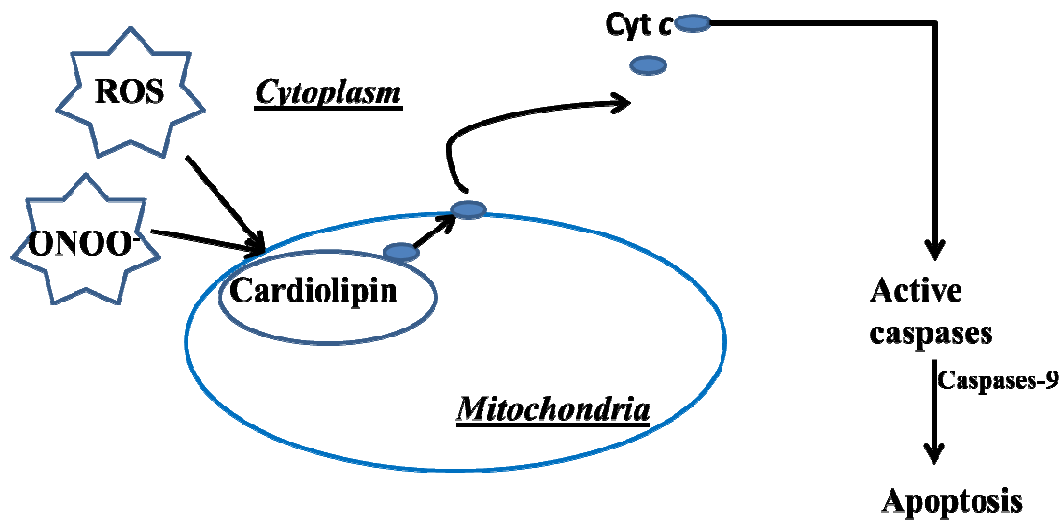 Cyt c
ROS
Cytoplasm
ONOO-
Cardiolipin
Active
caspases
Caspases-9
Mitochondria
Apoptosis